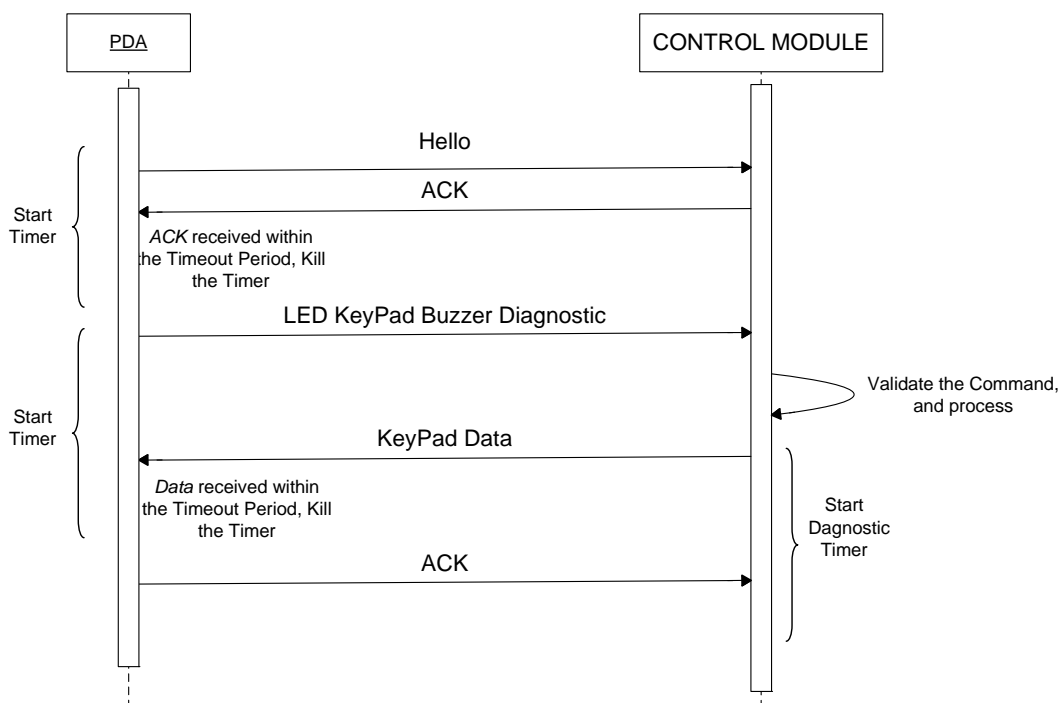 PDA
CONTROL MODULE
Hello
ACK
Start
Timer
ACK received within
the Timeout Period, Kill
the Timer
LED KeyPad Buzzer Diagnostic
Validate the Command,
and process
Start
Timer
KeyPad Data
Data received within
the Timeout Period, Kill
the Timer
Start
Dagnostic
Timer
ACK